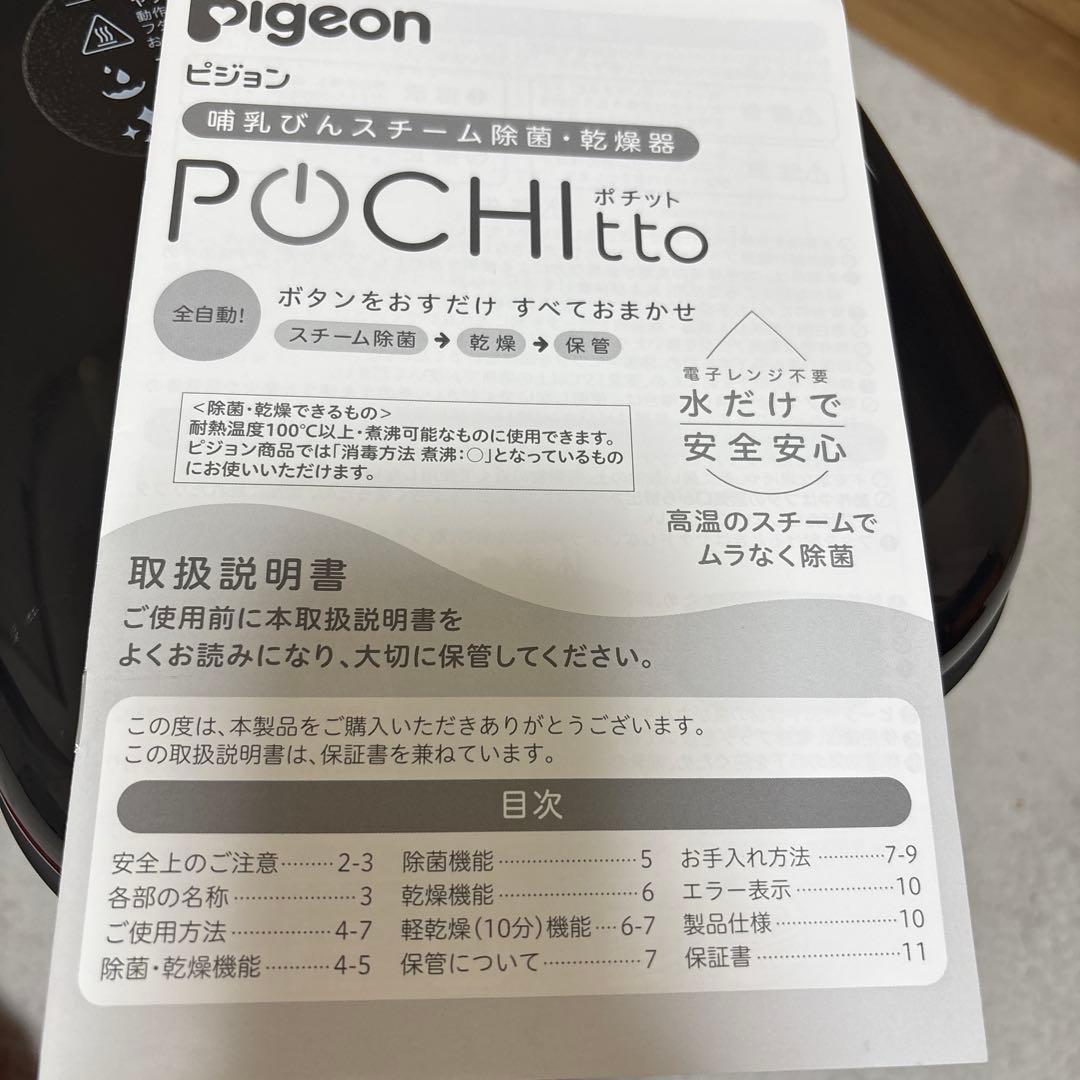 Pigeon
ピジョン
哺乳びんスチーム除菌・乾燥器
POCHItto
ポチット
全自動!
ボタンをおすだけ すべておまかせ
スチーム除菌➔乾燥➔保管
電子レンジ不要
水だけで
安全安心
高温のスチームで
ムラなく除菌
<除菌・乾燥できるもの>
耐熱温度100℃以上・煮沸可能なものに使用できます。
ピジョン商品では「消毒方法 煮沸:○」となっているもの
にお使いいただけます。
取扱説明書
ご使用前に本取扱説明書を
よくお読みになり、大切に保管してください。
この度は、本製品をご購入いただきありがとうございます。
この取扱説明書は、保証書を兼ねています。
目次
安全上のご注意………2-3
各部の名称……………3
ご使用方法……………4-7
除菌・乾燥機能………4-5
除菌機能………………5
乾燥機能………………6
軽乾燥(10分)機能……6-7
保管について…………7
お手入れ方法…………7-9
エラー表示……………10
製品仕様………………10
保証書…………………11
動作
フタ
お